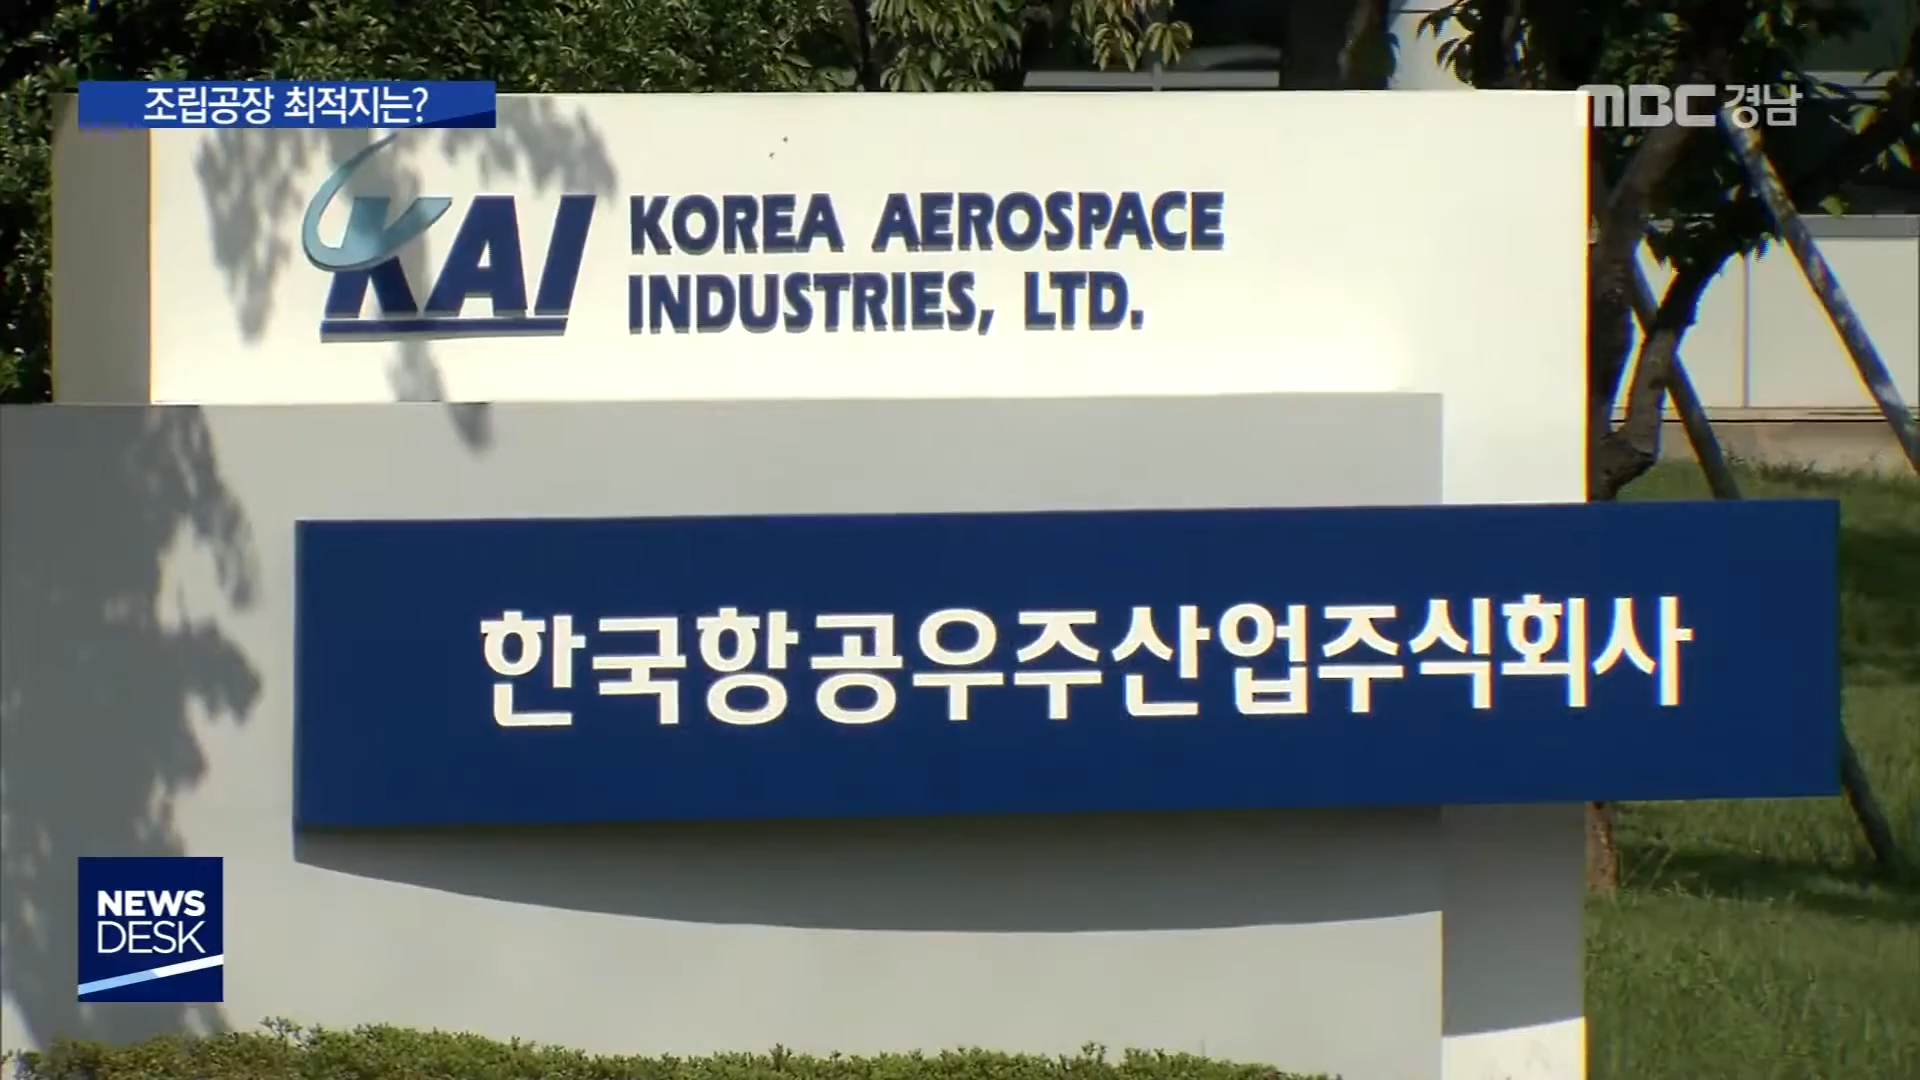 조립공장 최적지는?
MBC경남
KAI
KOREA AEROSPACE
INDUSTRIES, LTD.
한국항공우주산업주식회사
NEWS
DESK